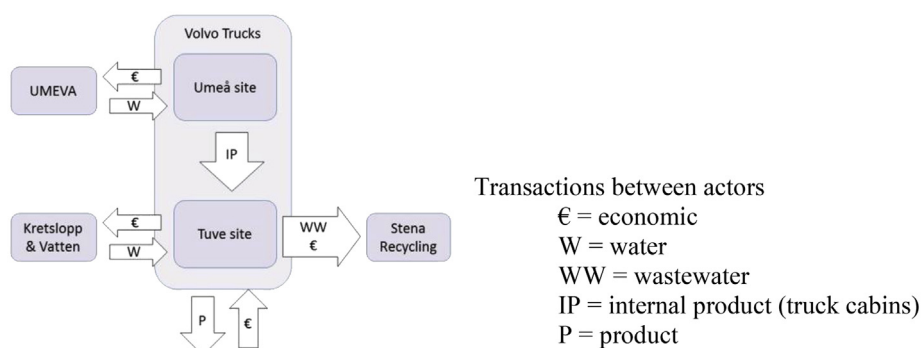 Volvo Trucks
UMEVA
€
W
Umeå site
IP
Kretslopp
& Vatten
€
W
Tuve site
WW
€
Stena
Recycling
P
€
Transactions between actors
€ = economic
W = water
WW = wastewater
IP = internal product (truck cabins)
P = product